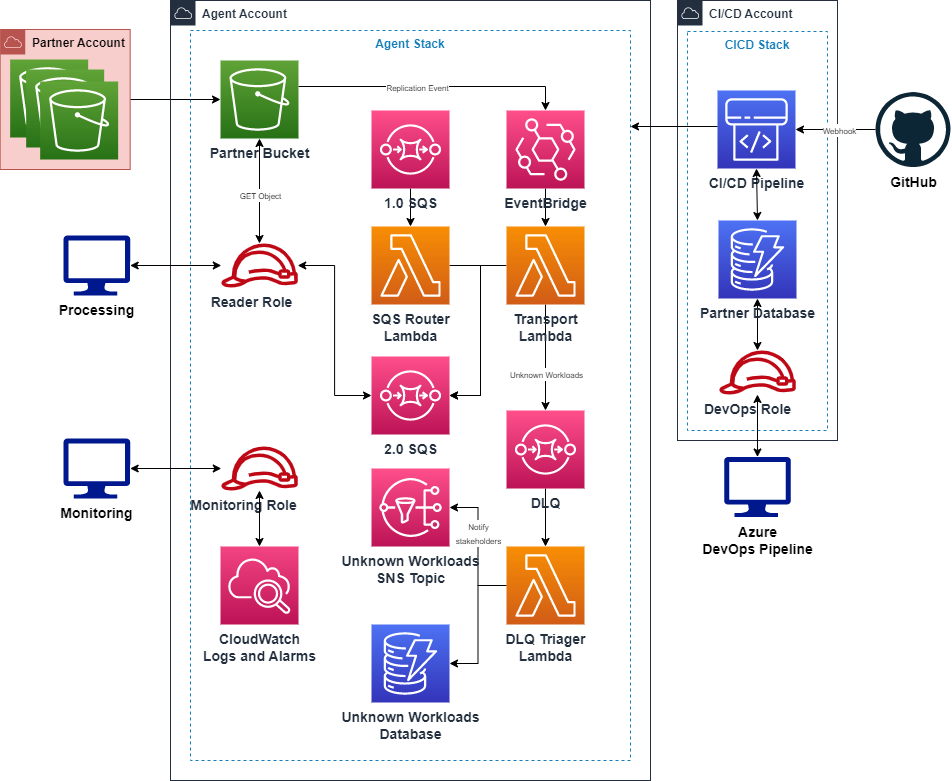 Partner Account
Agent Account
Agent Stack
CI/CD Account
CICD Stack
Replication Event
Partner Bucket
GET Object
Reader Role
Processing
1.0 SQS
EventBridge
SQS Router
Lambda
Transport
Lambda
Unknown Workloads
2.0 SQS
DLQ
Monitoring
Monitoring Role
CloudWatch
Logs and Alarms
Notify
stakeholders
Unknown Workloads
SNS Topic
DLQ Triager
Lambda
Unknown Workloads
Database
Webhook
GitHub
CI/CD Pipeline
Partner Database
DevOps Role
Azure
DevOps Pipeline